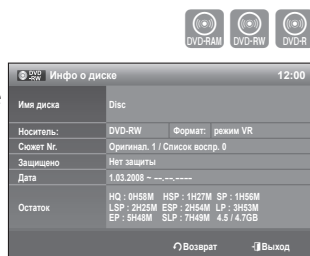 DVD-RAM DVD-RW DVD-R
DVD -RW Инфо о диске 12:00
Имя диска Disc
Носитель: DVD-RW Формат: режим VR
Сюжет Nr. Оригинал. 1 / Список воспр. 0
Защищено Нет защиты
Дата 1.03.2008 ~ --.--.----
Остаток
HQ : 0H58M HSP : 1H27M SP : 1H56M
LSP : 2H25M ESP : 2H54M LP : 3H53M
EP : 5H48M SLP : 7H49M 4.5 / 4.7GB
Возврат Выход